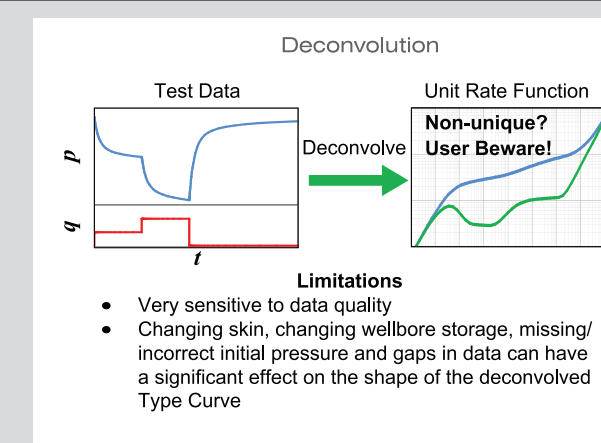 Deconvolution
Test Data
Unit Rate Function
p
q
t
Deconvolve
Non-unique?
User Beware!
Limitations
• Very sensitive to data quality
• Changing skin, changing wellbore storage, missing/
incorrect initial pressure and gaps in data can have
a significant effect on the shape of the deconvolved
Type Curve